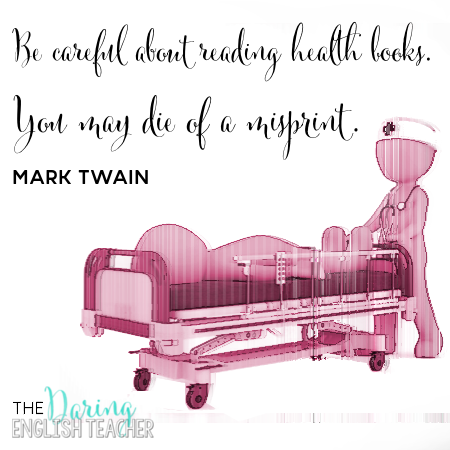 Be careful about reading health books.
You may die of a misprint.
MARK TWAIN
THE Daring
ENGLISH TEACHER